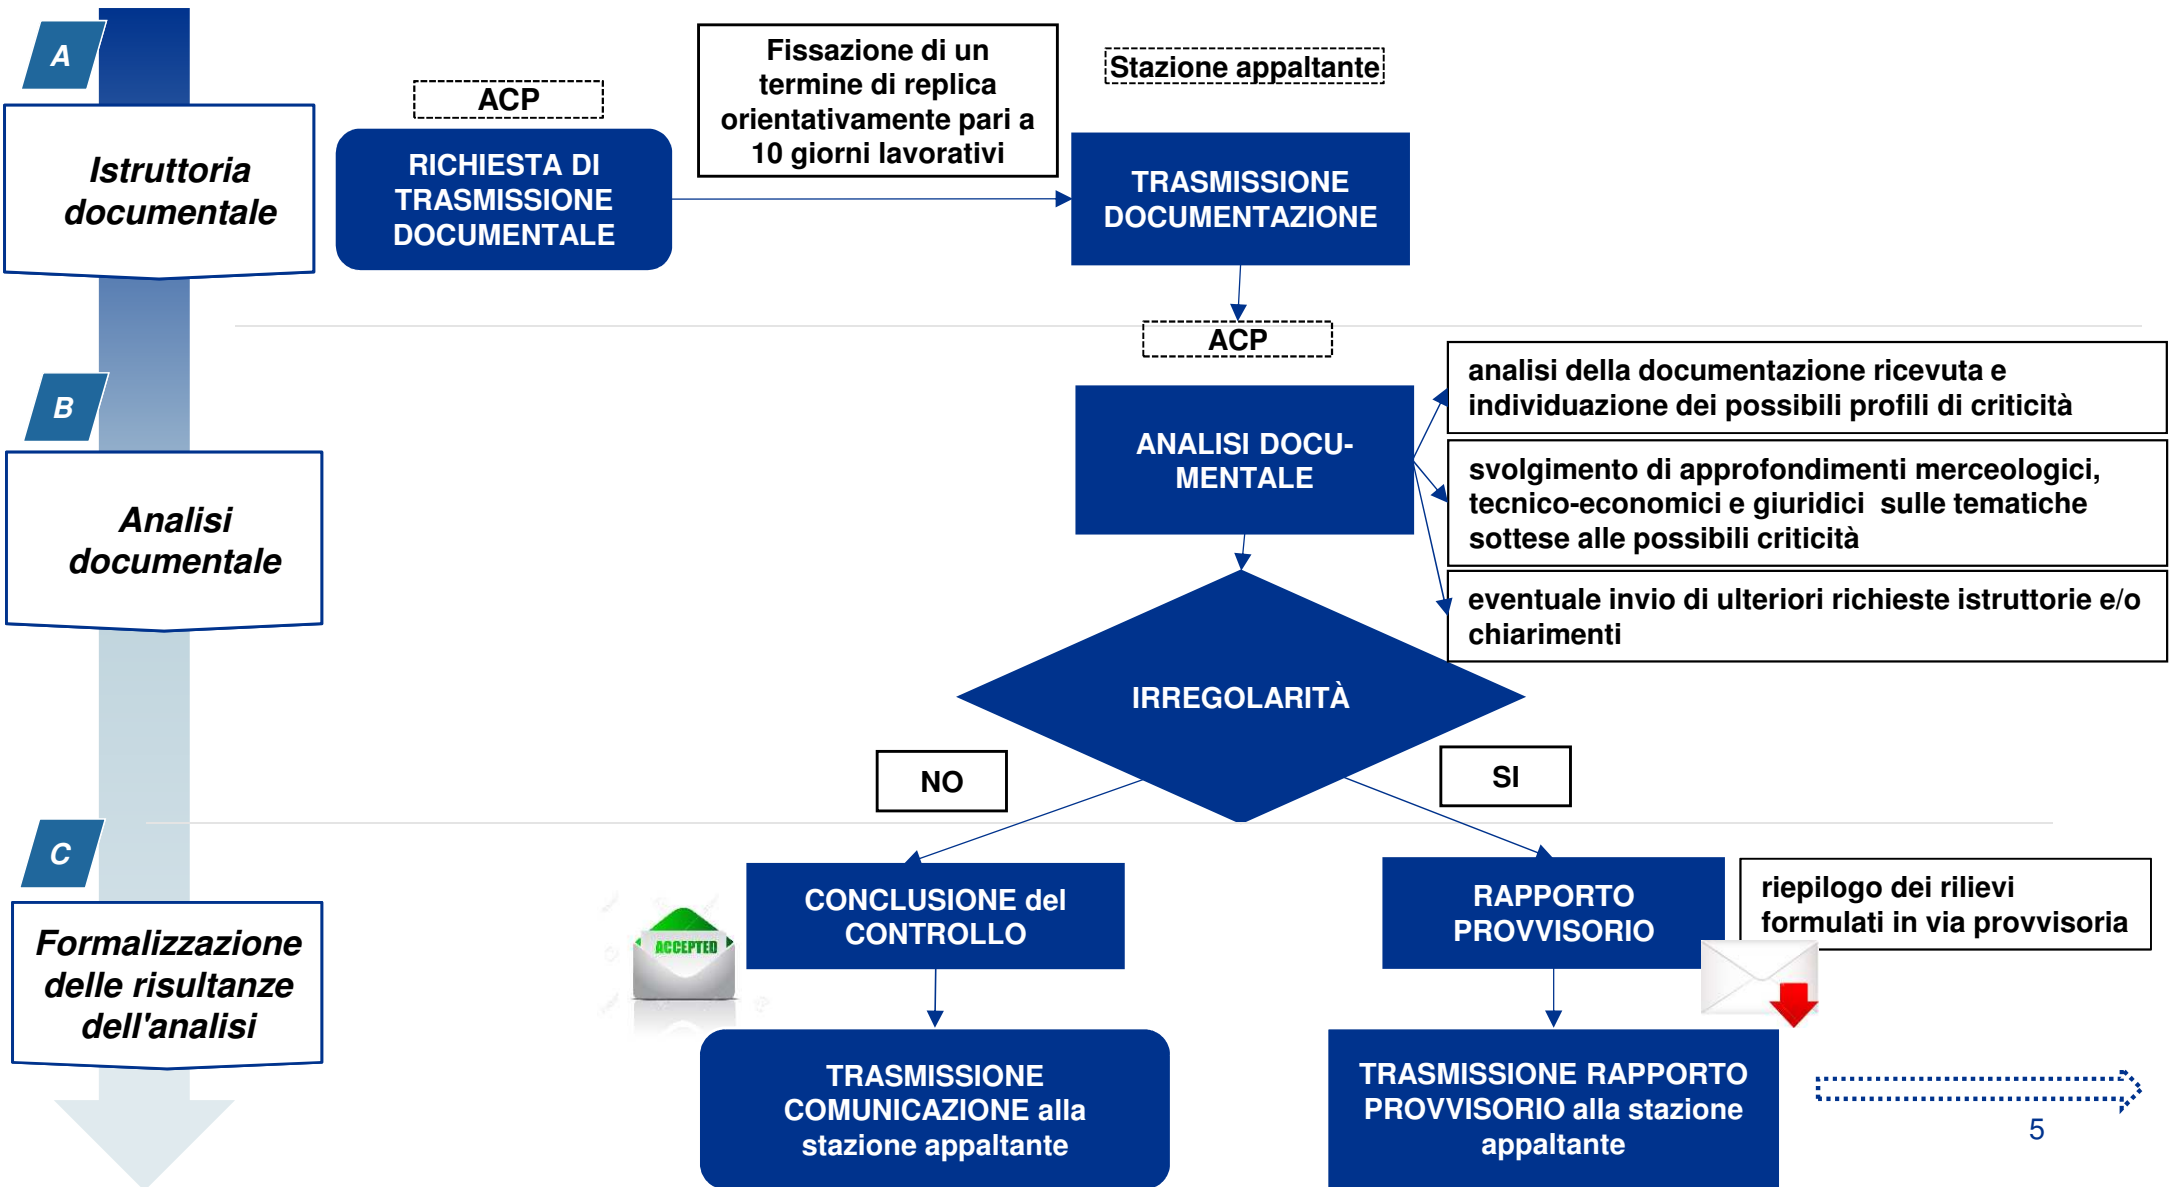 A
Istruttoria
documentale
ACP
RICHIESTA DI
TRASMISSIONE
DOCUMENTALE
Fissazione di un
termine di replica
orientativamente pari a
10 giorni lavorativi
Stazione appaltante
TRASMISSIONE
DOCUMENTAZIONE
B
Analisi
documentale
ACP
ANALISI DOCU-
MENTALE
analisi della documentazione ricevuta e
individuazione dei possibili profili di criticità
svolgimento di approfondimenti merceologici,
tecnico-economici e giuridici sulle tematiche
sottese alle possibili criticità
eventuale invio di ulteriori richieste istruttorie e/o
chiarimenti
IRREGOLARITÀ
NO
SI
C
Formalizzazione
delle risultanze
dell'analisi
ACCEPTED
CONCLUSIONE del
CONTROLLO
RAPPORTO
PROVVISORIO
riepilogo dei rilievi
formulati in via provvisoria
TRASMISSIONE
COMUNICAZIONE alla
stazione appaltante
TRASMISSIONE RAPPORTO
PROVVISORIO alla stazione
appaltante
5